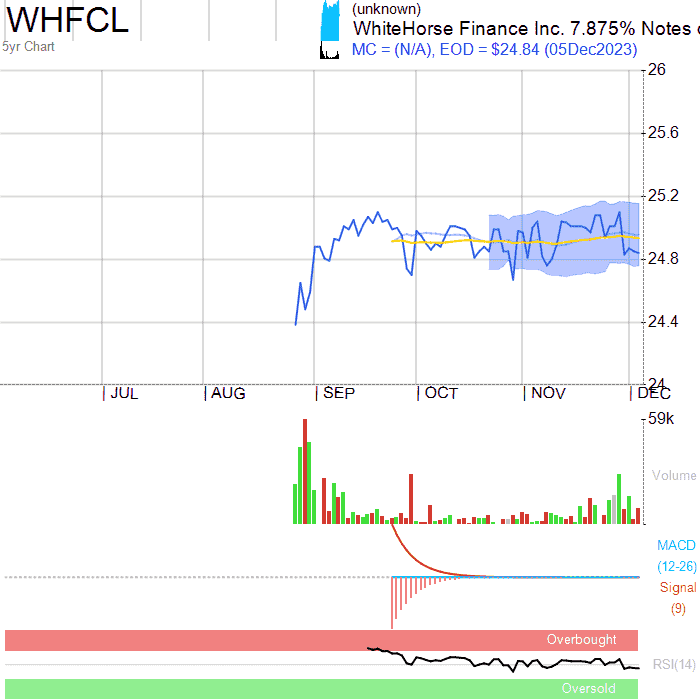 WHFCL
(unknown)
WhiteHorse Finance Inc. 7.875% Notes
5yr Chart
MC = (N/A), EOD = $24.84 (05Dec2023)
26
25.6
25.2
24.8
24.4
24
JUL AUG SEP OCT NOV DEC
59k
Volume
MACD
(12-26)
Signal
(9)
Overbought
RSI(14)
Oversold